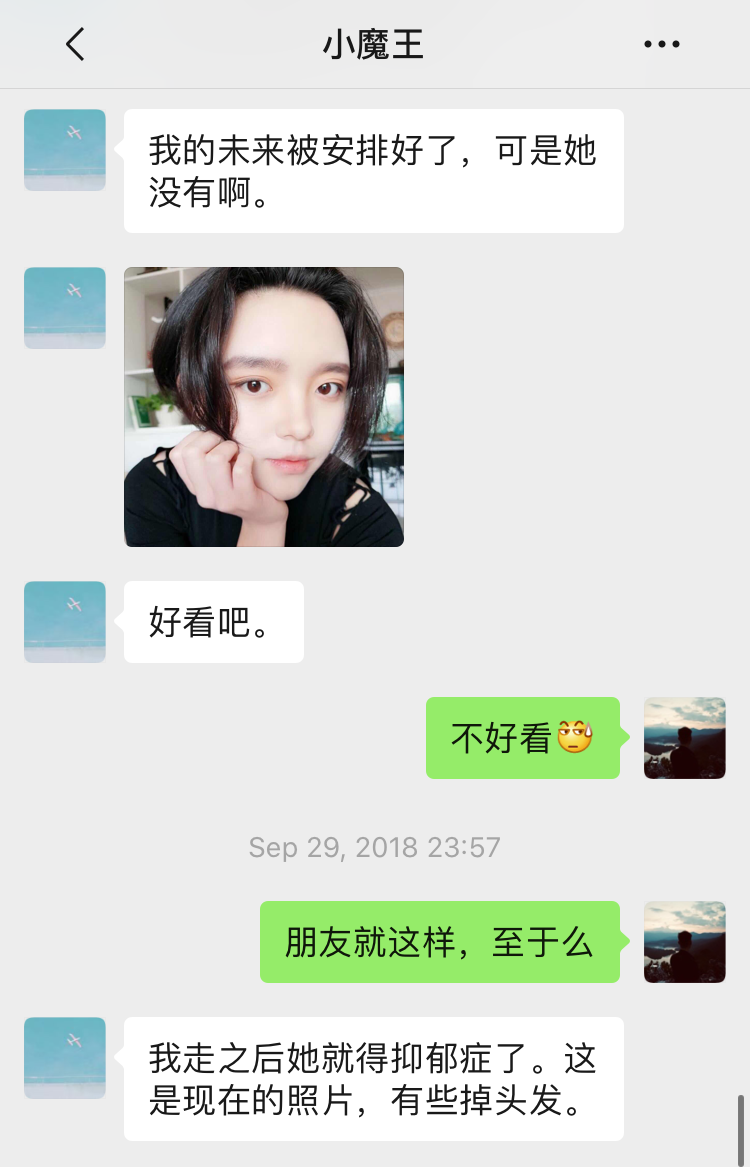 小魔王
我的未来被安排好了，可是她
没有啊。
好看吧。
不好看
Sep 29, 2018 23:57
朋友就这样，至于么
我走之后她就得抑郁症了。这
是现在的照片，有些掉头发。